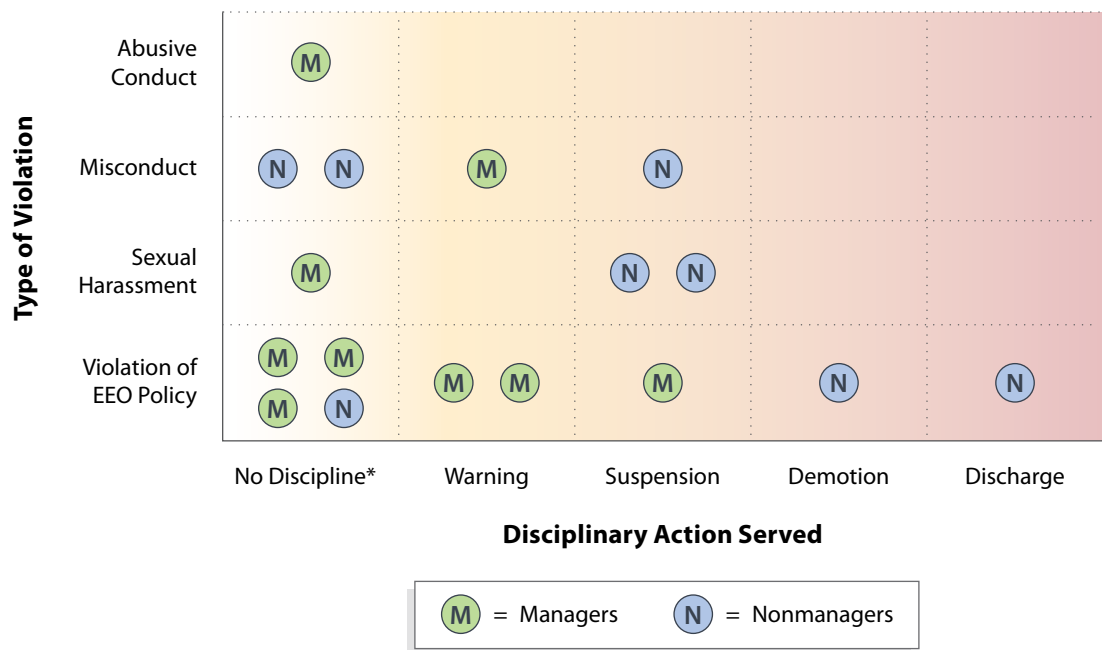 Type of Violation
Abusive
Conduct
M
Misconduct
N N M N
Sexual
Harassment
M N N
Violation of
EEO Policy
M M
M N
M M M N N
No Discipline* Warning Suspension Demotion Discharge
Disciplinary Action Served
M = Managers N = Nonmanagers